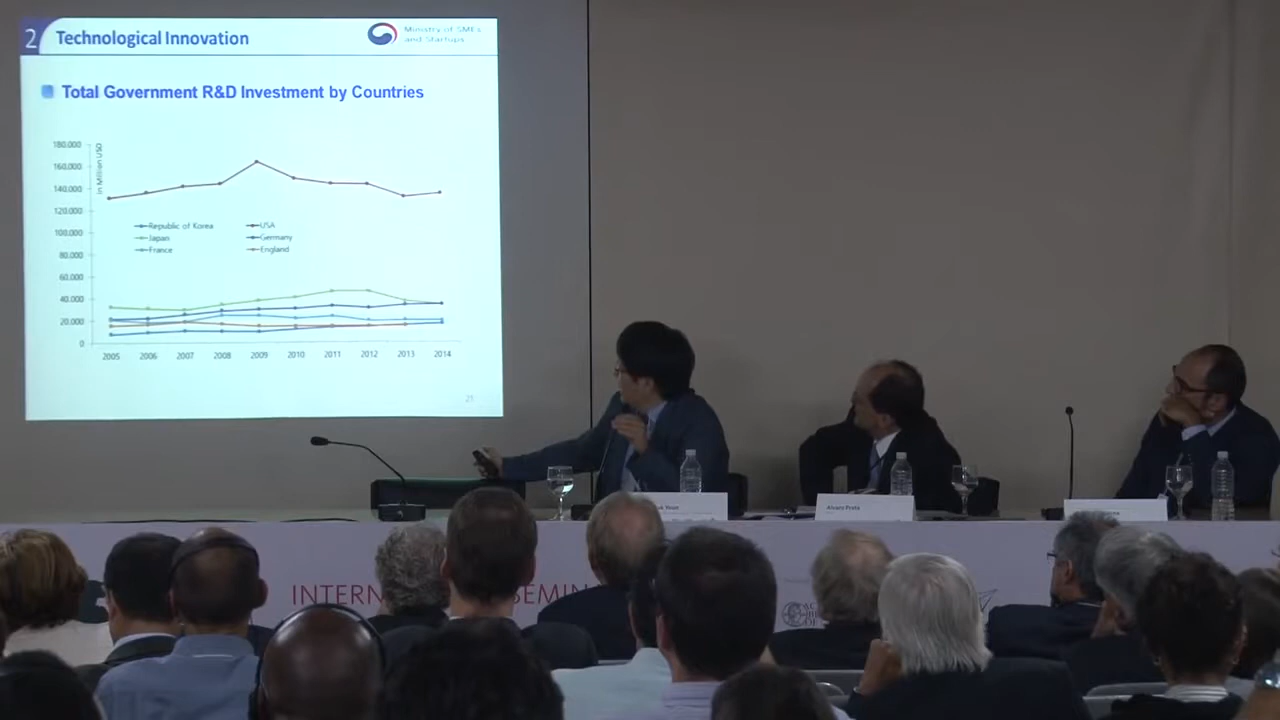 2 Technological Innovation
Ministry of SMEs
and Startups
Total Government R&D Investment by Countries
in Million USD
180.000
160.000
140.000
120.000
100.000
80.000
60.000
40.000
20.000
0
Republic of Korea
USA
Japan
Germany
France
England
2005 2006 2007 2008 2009 2010 2011 2012 2013 2014
21
Alvaro Prata
INTERN SEMIN